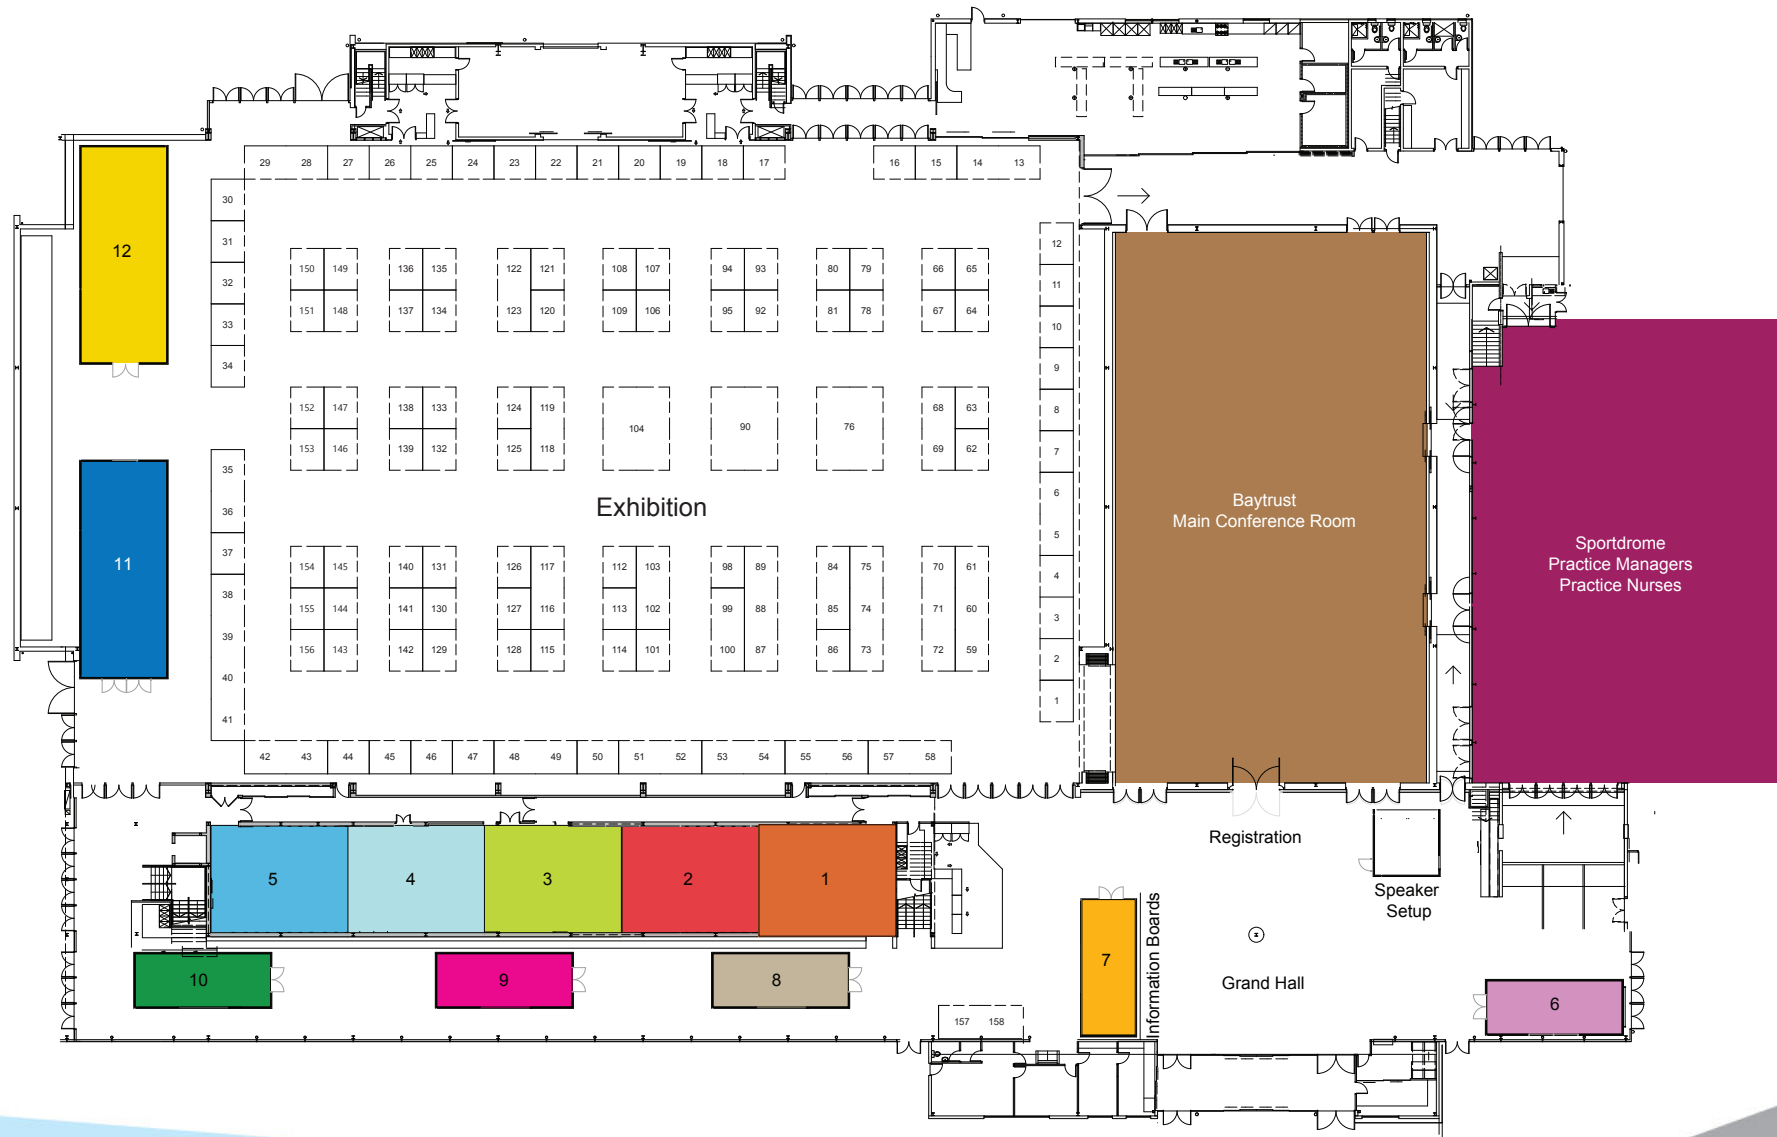 29 28 27 26 25 24 23 22 21 20 19 18 17 16 15 14 13
30
31
32
33
34
35
36
37
38
39
40
41
12
11
12
11
10
9
8
7
6
5
4
3
2
1
150 149 136 135 122 121 108 107 94 93 80 79 66 65
151 148 137 134 123 120 109 106 95 92 81 78 67 64
152 147 138 133 124 119 104 90 76 68 63
153 146 139 132 125 118 69 62
Exhibition
154 145 140 131 126 117 112 103 98 89 84 75 70 61
155 144 141 130 127 116 113 102 99 88 85 74 71 60
156 143 142 129 128 115 114 101 100 87 86 73 72 59
42 43 44 45 46 47 48 49 50 51 52 53 54 55 56 57 58
Baytrust
Main Conference Room
Sportdrome
Practice Managers
Practice Nurses
5 4 3 2 1
10 9 8
157 158
7
Information Boards
Registration
Speaker
Setup
Grand Hall
6